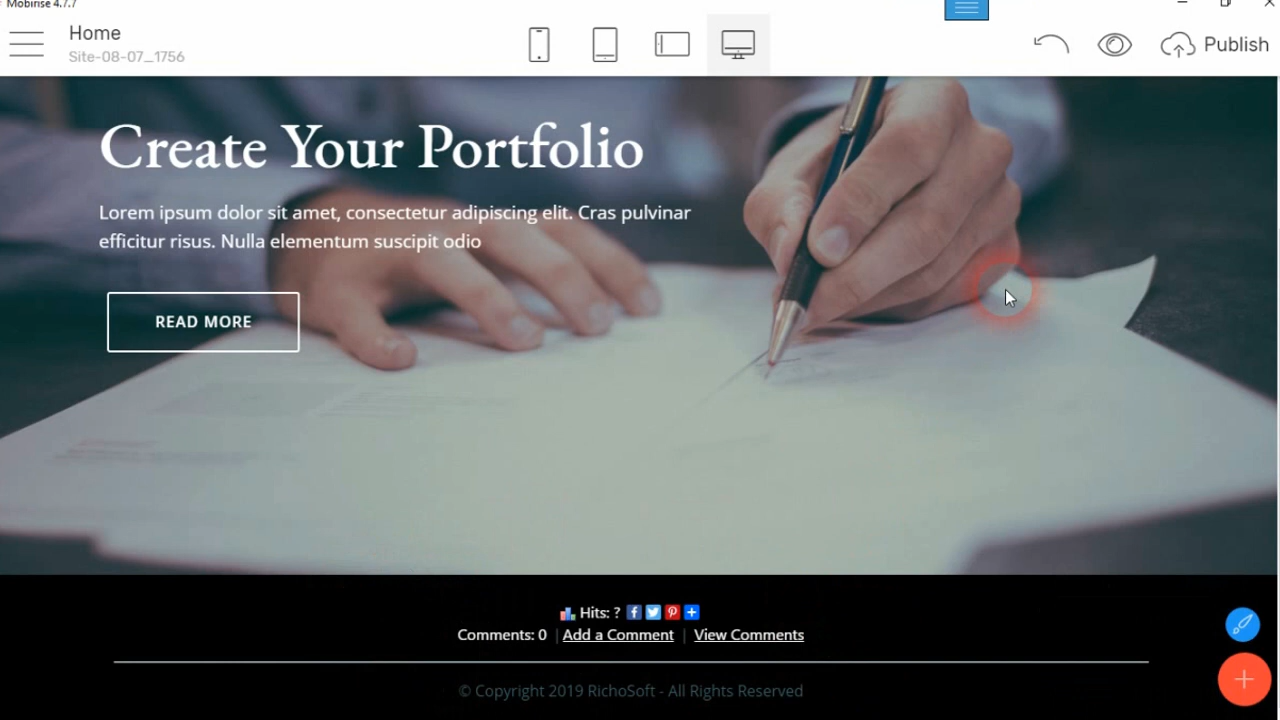 Mobirise 4.7.7
Home
Site-08-07_1756
Publish
Create Your Portfolio
Lorem ipsum dolor sit amet, consectetur adipiscing elit. Cras pulvinar
efficitur risus. Nulla elementum suscipit odio
READ MORE
Hits: ?
Comments: 0 | Add a Comment | View Comments
© Copyright 2019 RichoSoft - All Rights Reserved